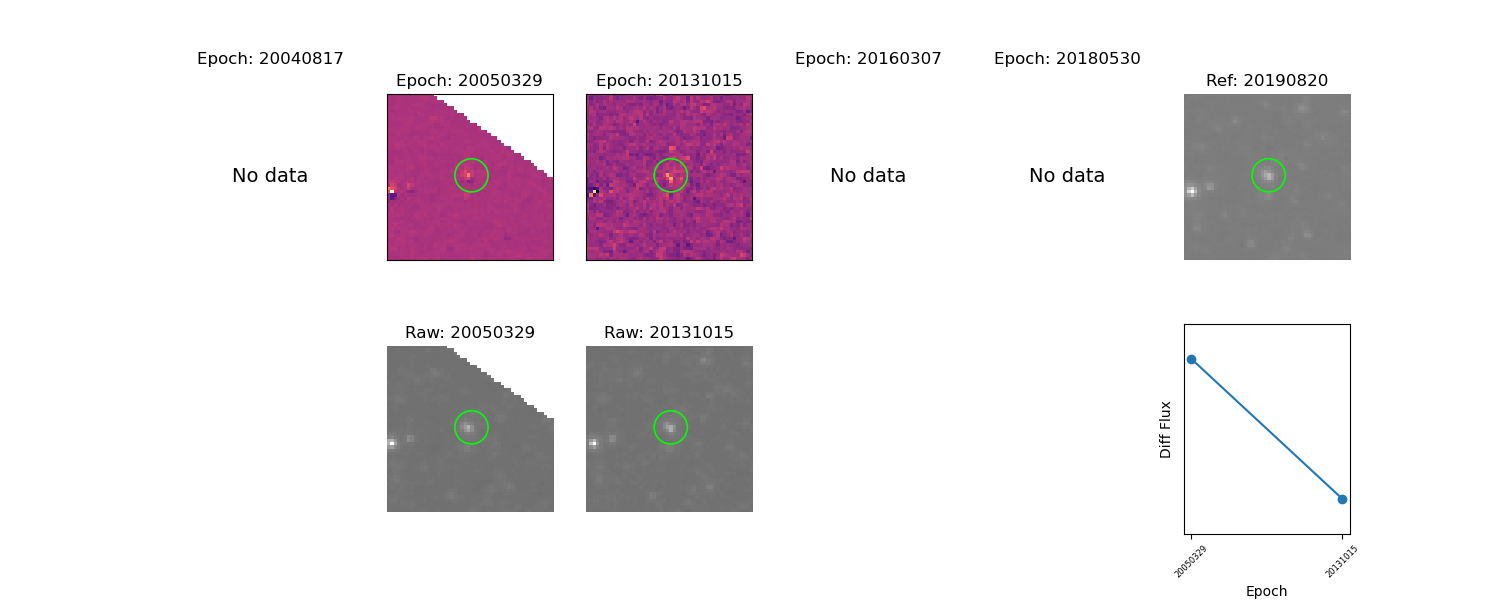 Epoch: 20040817
Epoch: 20160307
Epoch: 20180530
Epoch: 20050329
Epoch: 20131015
Ref: 20190820
No data
No data
No data
Raw: 20050329
Raw: 20131015
Diff Flux
20050329
20131015
Epoch